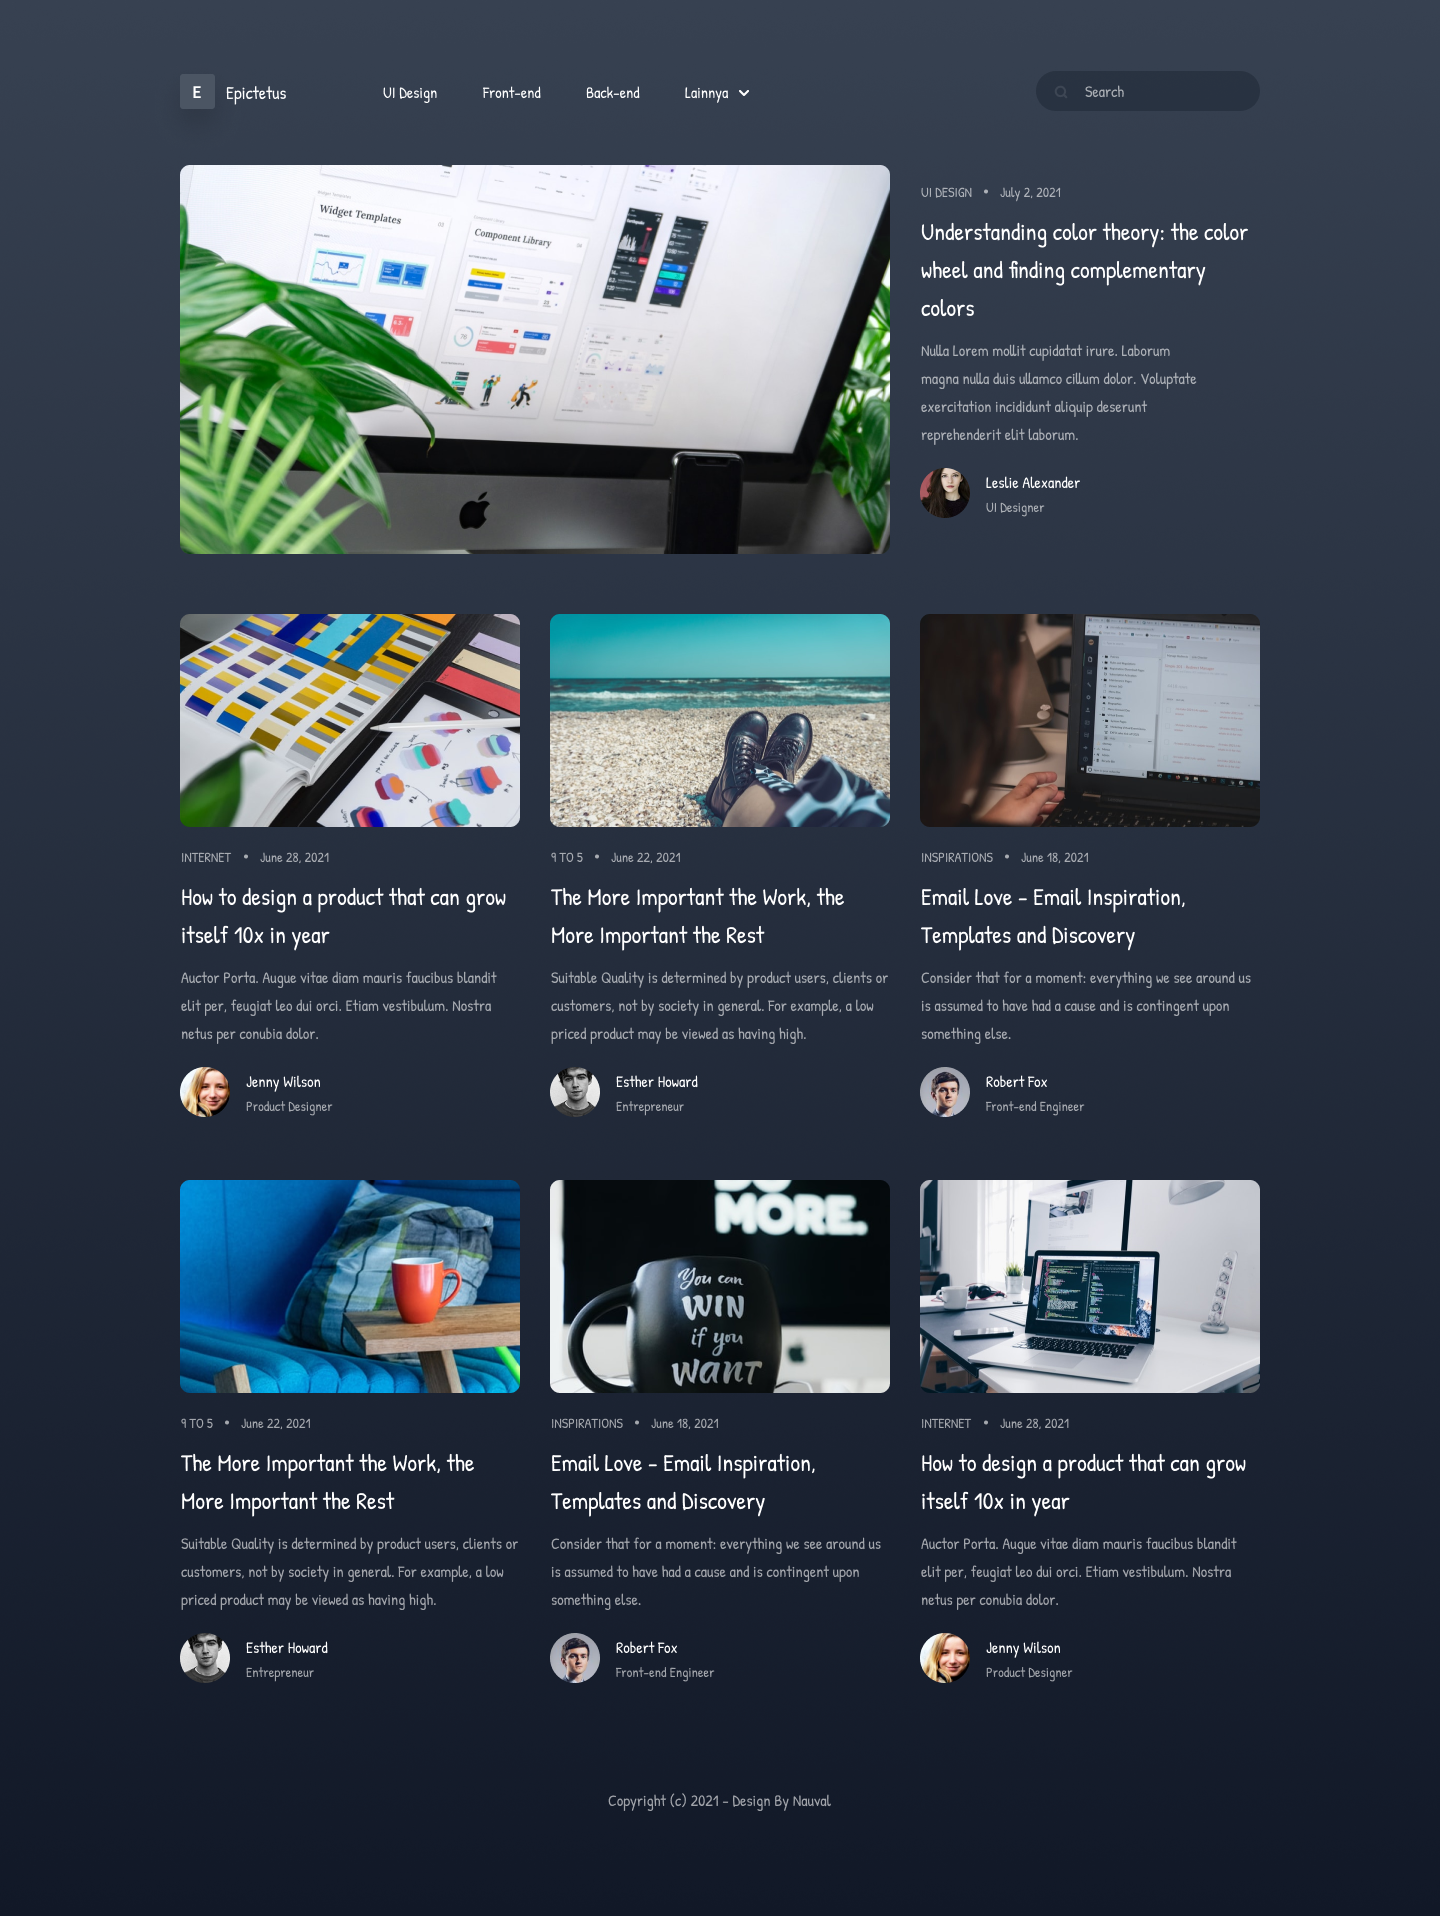 E
Epictetus
UI Design
Front-end
Back-end
Lainnya
Search
Widget Templates
Component Library
UI DESIGN • July 2, 2021
Understanding color theory: the color
wheel and finding complementary
colors
Nulla Lorem mollit cupidatat irure. Laborum
magna nulla duis ullamco cillum dolor. Voluptate
exercitation incididunt aliquip deserunt
reprehenderit elit laborum.
Leslie Alexander
UI Designer
INTERNET • June 28, 2021
How to design a product that can grow
itself 10x in year
Auctor Porta. Augue vitae diam mauris faucibus blandit
elit per, feugiat leo dui orci. Etiam vestibulum. Nostra
netus per conubia dolor.
Jenny Wilson
Product Designer
9 TO 5 • June 22, 2021
The More Important the Work, the
More Important the Rest
Suitable Quality is determined by product users, clients or
customers, not by society in general. For example, a low
priced product may be viewed as having high.
Esther Howard
Entrepreneur
INSPIRATIONS • June 18, 2021
Email Love - Email Inspiration,
Templates and Discovery
Consider that for a moment: everything we see around us
is assumed to have had a cause and is contingent upon
something else.
Robert Fox
Front-end Engineer
9 TO 5 • June 22, 2021
The More Important the Work, the
More Important the Rest
Suitable Quality is determined by product users, clients or
customers, not by society in general. For example, a low
priced product may be viewed as having high.
Esther Howard
Entrepreneur
MORE.
You can
WIN
if you
WANT
INSPIRATIONS • June 18, 2021
Email Love - Email Inspiration,
Templates and Discovery
Consider that for a moment: everything we see around us
is assumed to have had a cause and is contingent upon
something else.
Robert Fox
Front-end Engineer
INTERNET • June 28, 2021
How to design a product that can grow
itself 10x in year
Auctor Porta. Augue vitae diam mauris faucibus blandit
elit per, feugiat leo dui orci. Etiam vestibulum. Nostra
netus per conubia dolor.
Jenny Wilson
Product Designer
Copyright (c) 2021 - Design By Nauval